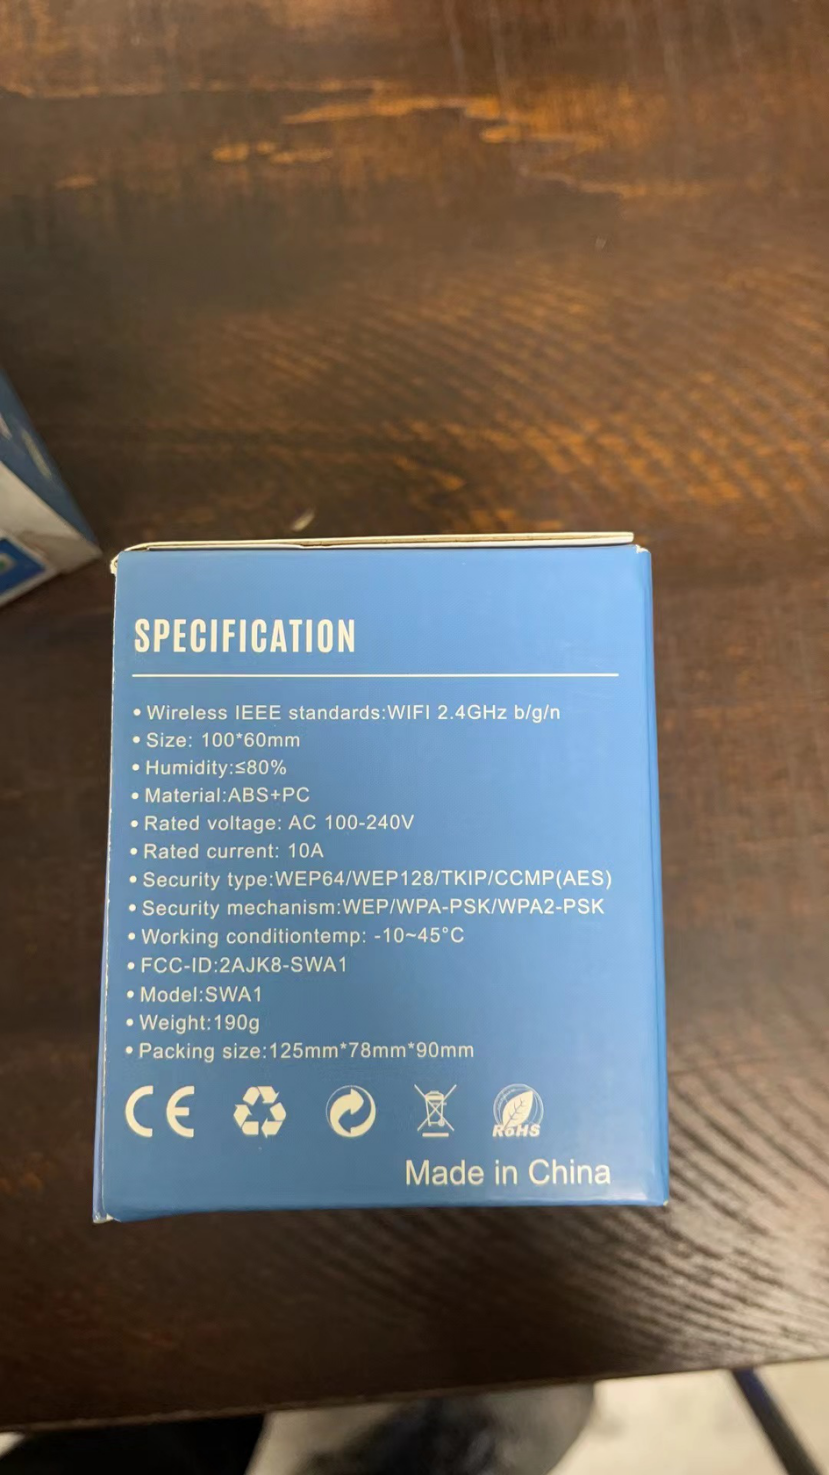 SPECIFICATION
• Wireless IEEE standards:WIFI 2.4GHz b/g/n
• Size: 100*60mm
• Humidity:≤80%
• Material:ABS+PC
• Rated voltage: AC 100-240V
• Rated current: 10A
• Security type:WEP64/WEP128/TKIP/CCMP(AES)
• Security mechanism:WEP/WPA-PSK/WPA2-PSK
• Working conditiontemp: -10~45°C
• FCC-ID:2AJK8-SWA1
• Model:SWA1
• Weight:190g
• Packing size:125mm*78mm*90mm
CE
RoHS
Made in China